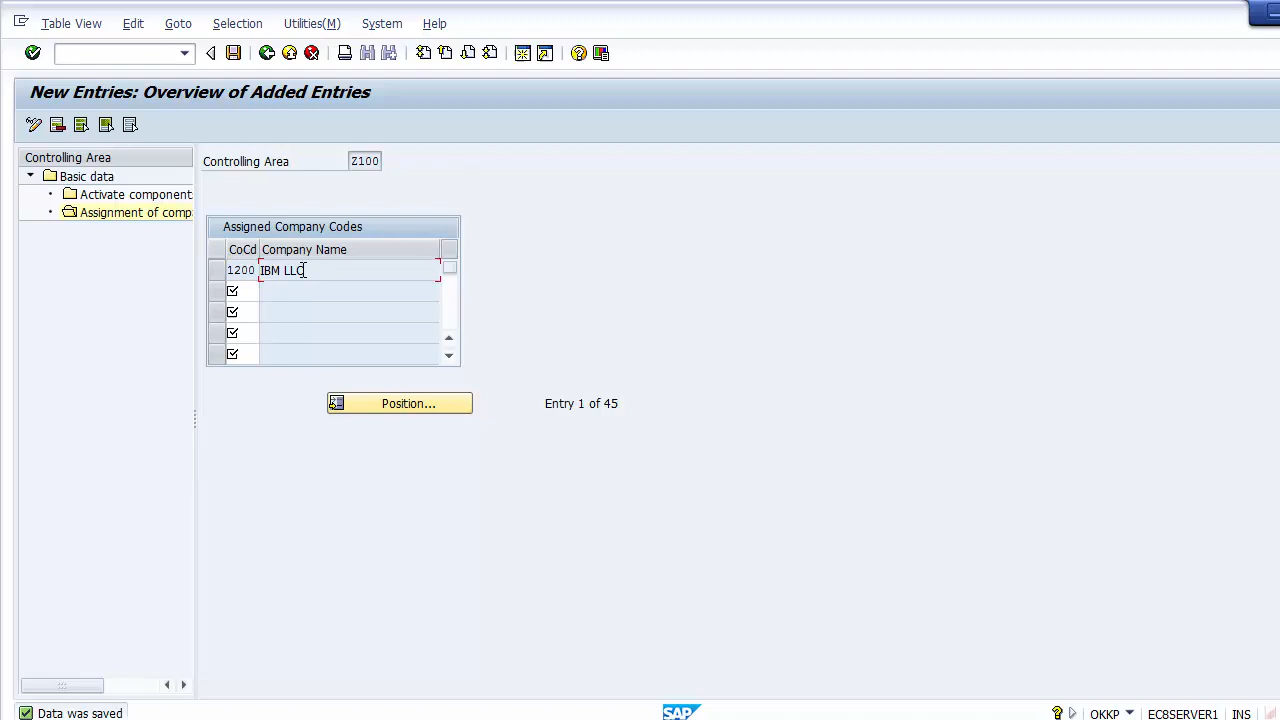 Table View Edit Goto Selection Utilities(M) System Help
New Entries: Overview of Added Entries
Controlling Area
Basic data
Activate component
Assignment of comp
Controlling Area Z100
Assigned Company Codes
CoCd Company Name
1200 IBM LLC
Position... Entry 1 of 45
Data was saved
SAP
OKKP EC8SERVER1 INS